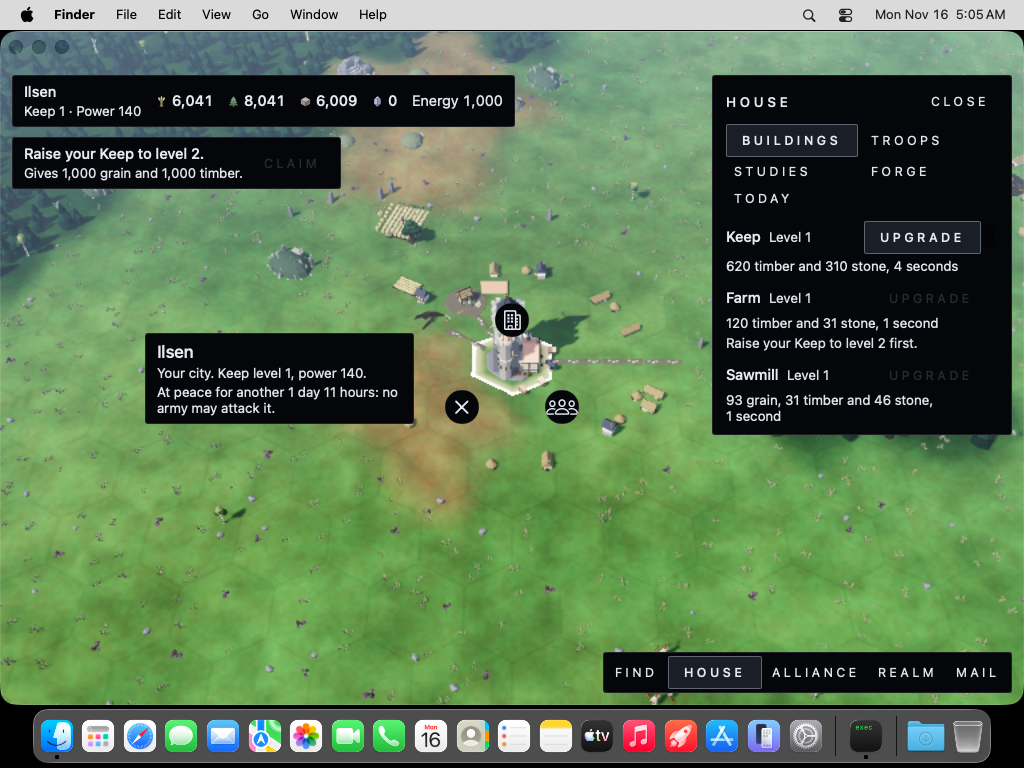 Finder File Edit View Go Window Help Mon Nov 16 5:05 AM
Ilsen
Keep 1 · Power 140
6,041 8,041 6,009 0 Energy 1,000
Raise your Keep to level 2.
Gives 1,000 grain and 1,000 timber.
CLAIM
HOUSE CLOSE
BUILDINGS TROOPS
STUDIES FORGE
TODAY
Keep Level 1 UPGRADE
620 timber and 310 stone, 4 seconds
Farm Level 1 UPGRADE
120 timber and 31 stone, 1 second
Raise your Keep to level 2 first.
Sawmill Level 1 UPGRADE
93 grain, 31 timber and 46 stone,
1 second
Ilsen
Your city. Keep level 1, power 140.
At peace for another 1 day 11 hours: no
army may attack it.
FIND HOUSE ALLIANCE REALM MAIL
Mon
16
tv
exec